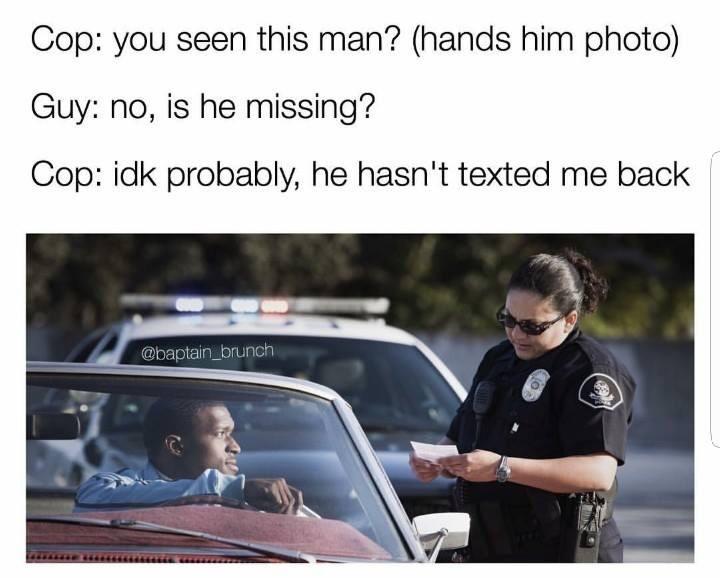 Cop: you seen this man? (hands him photo)
Guy: no, is he missing?
Cop: idk probably, he hasn't texted me back
@baptain_brunch